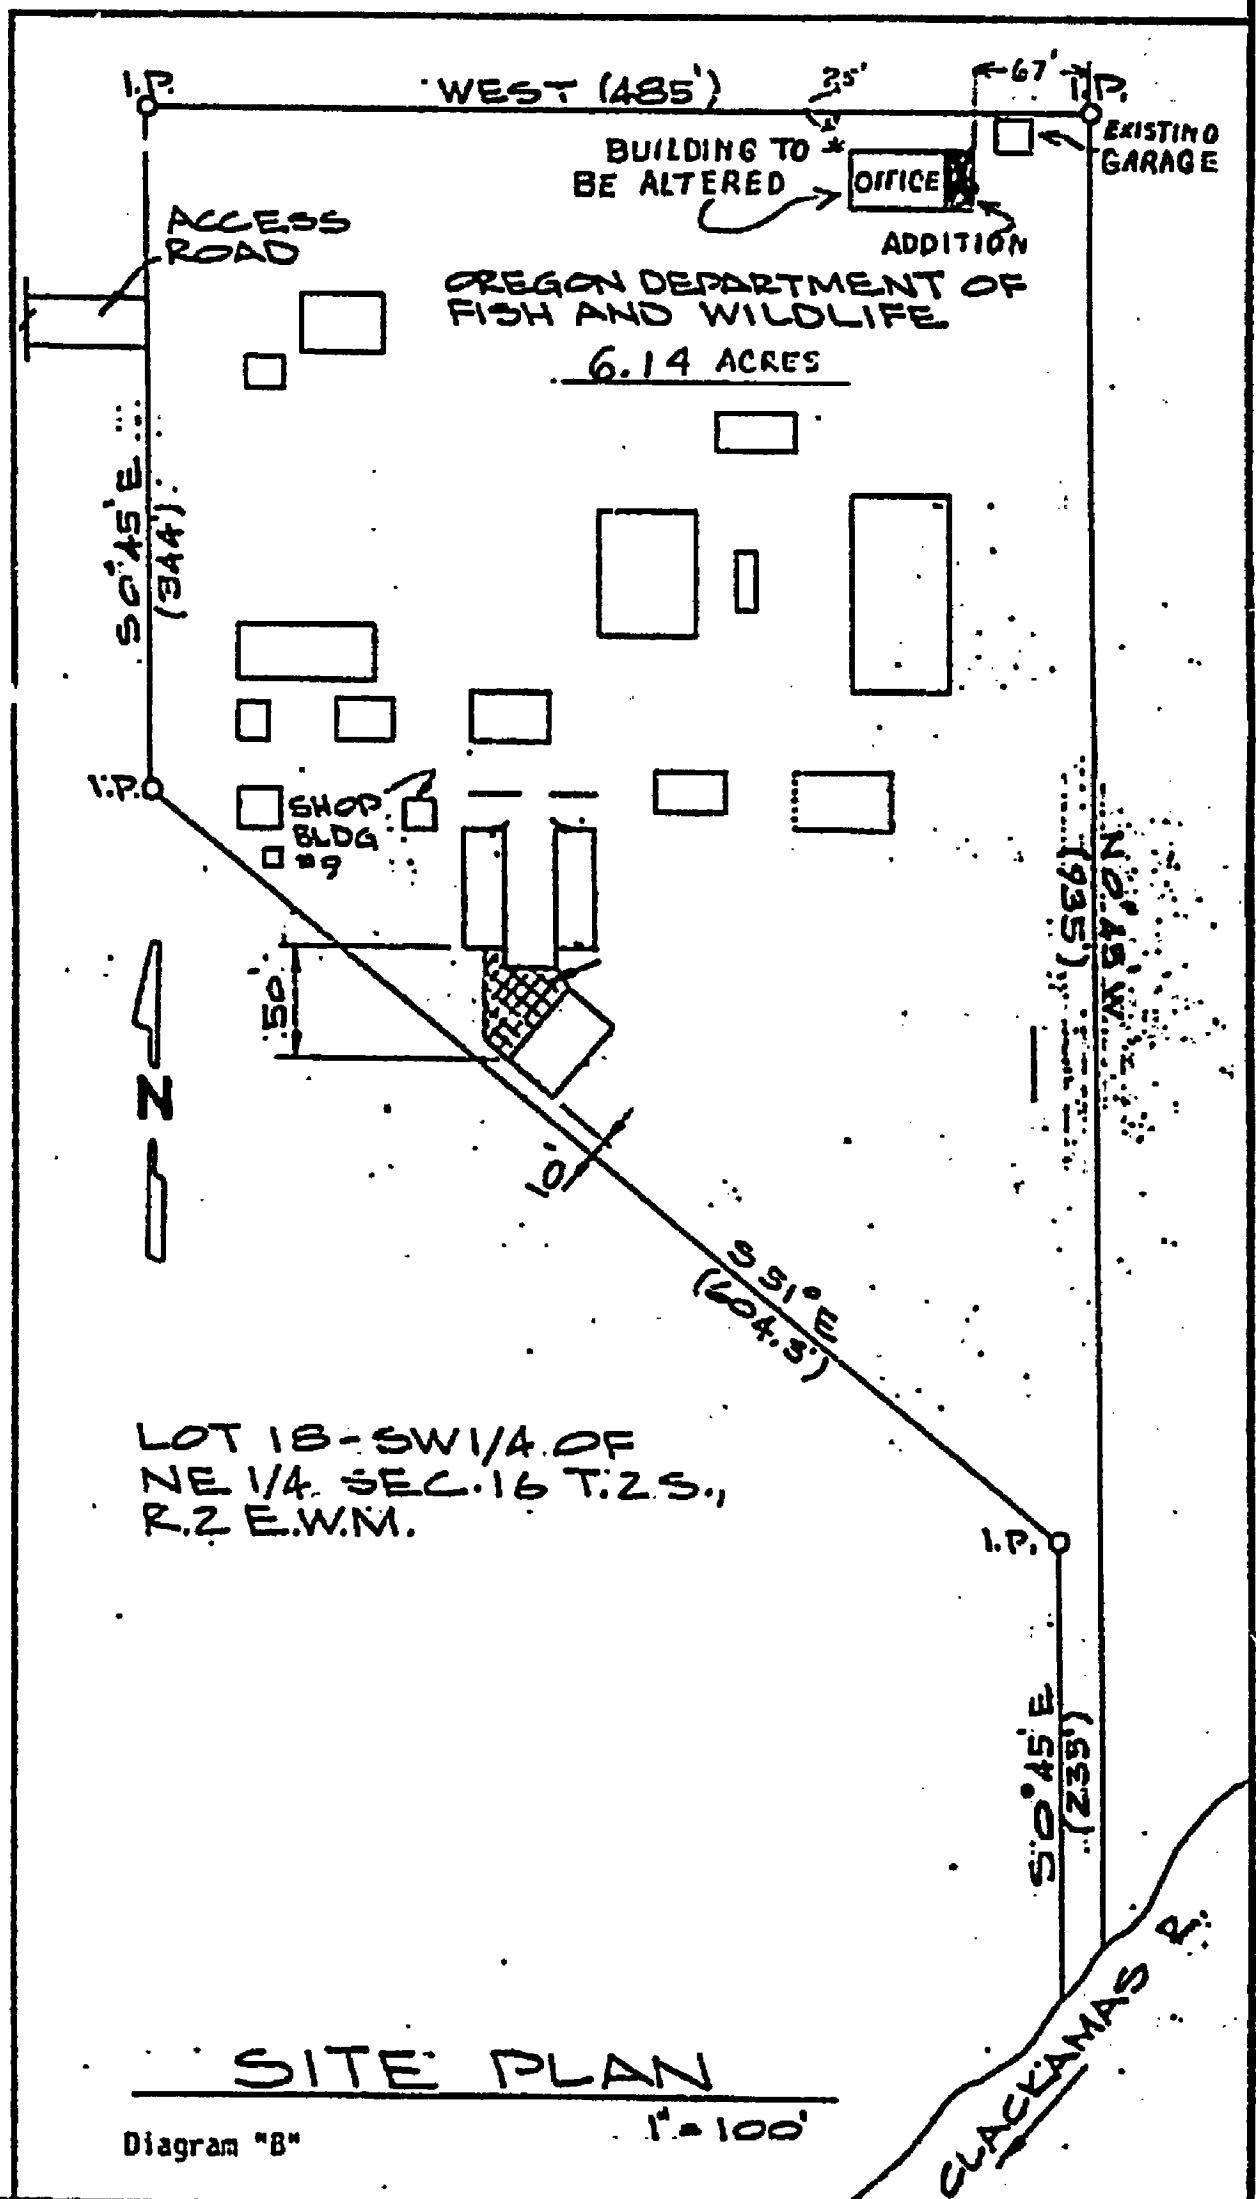 I.P.
WEST (485')
25'
67'
I.P.
EXISTING
GARAGE
BUILDING TO *
BE ALTERED
OFFICE
ADDITION
ACCESS
ROAD
OREGON DEPARTMENT OF
FISH AND WILDLIFE
6.14 ACRES
S 0°45' E
(344')
I.P.
SHOP
BLDG
#9
N 0°45' W
(935')
50'
N
10'
S 51° E
(604.3')
LOT 18-SW 1/4 OF
NE 1/4 SEC.16 T.2 S.,
R.2 E.W.M.
I.P.
S 0°45' E
(235')
CLACKAMAS R.
SITE PLAN
1"=100'
Diagram "B"